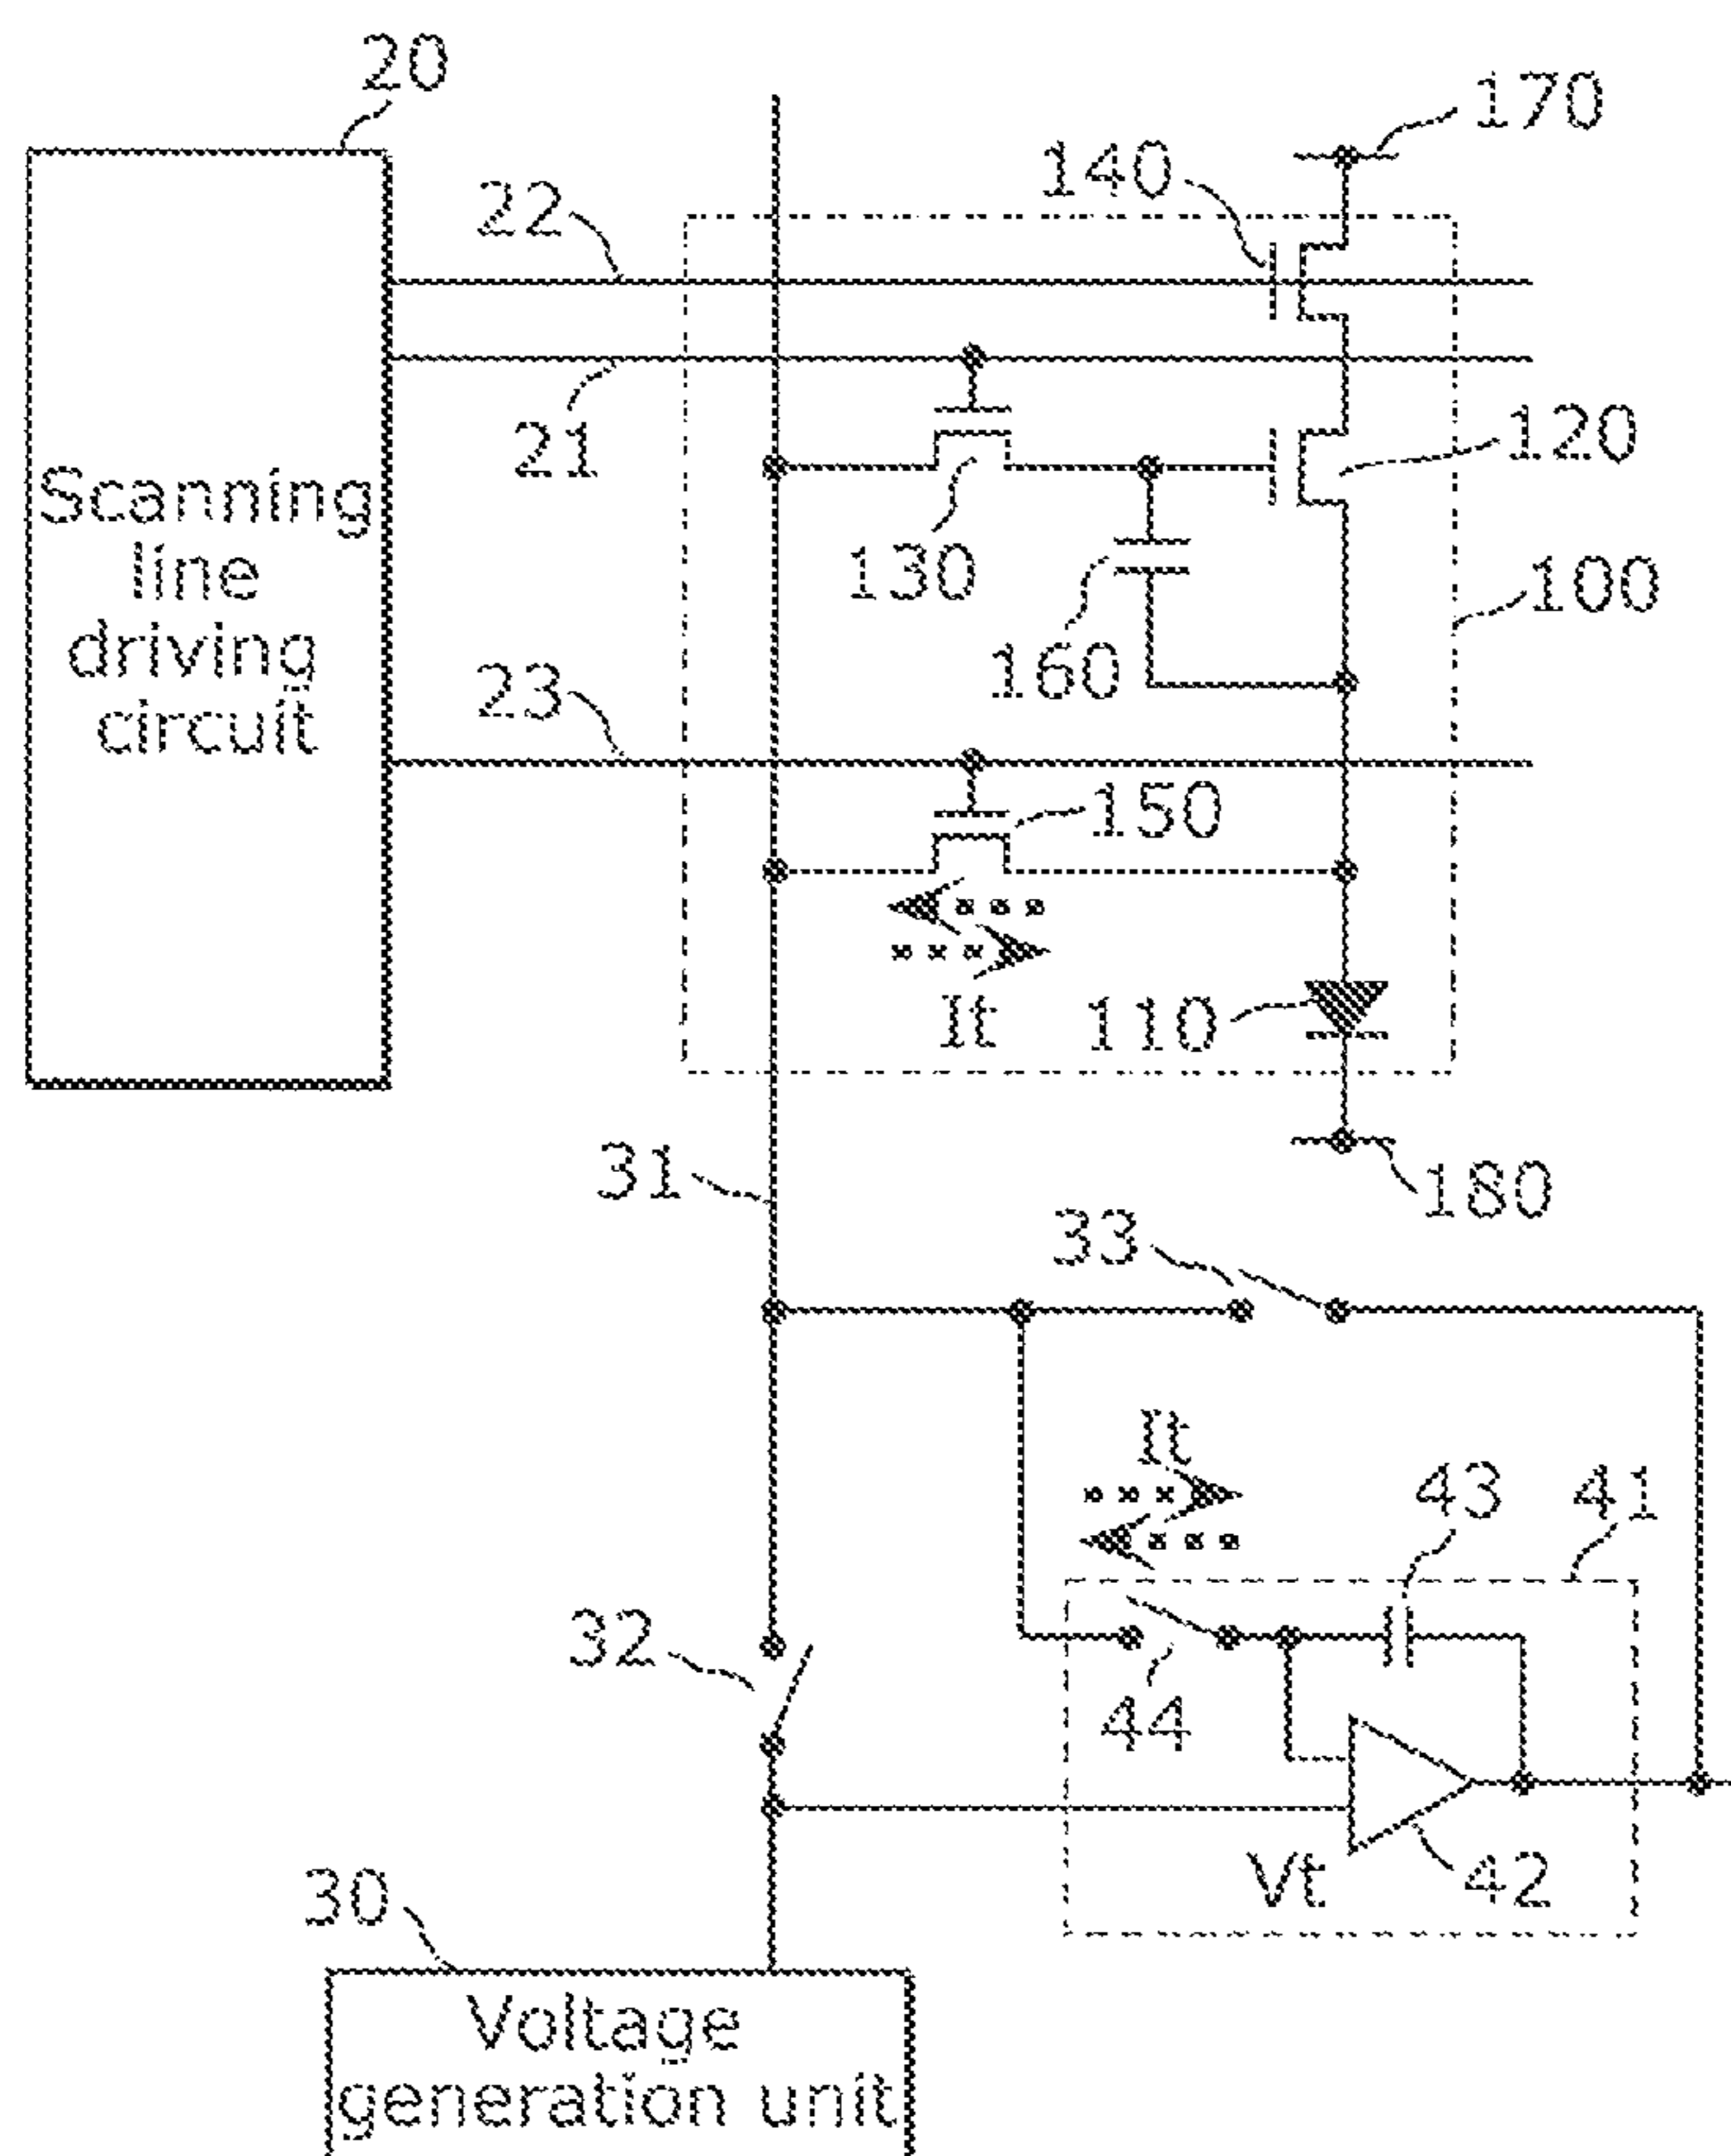 20
170
140
22
21
120
Scanning
line
driving
circuit
130
100
160
23
150
It
110
31
180
33
It
43
41
32
44
30
Vt
42
Voltage
generation unit